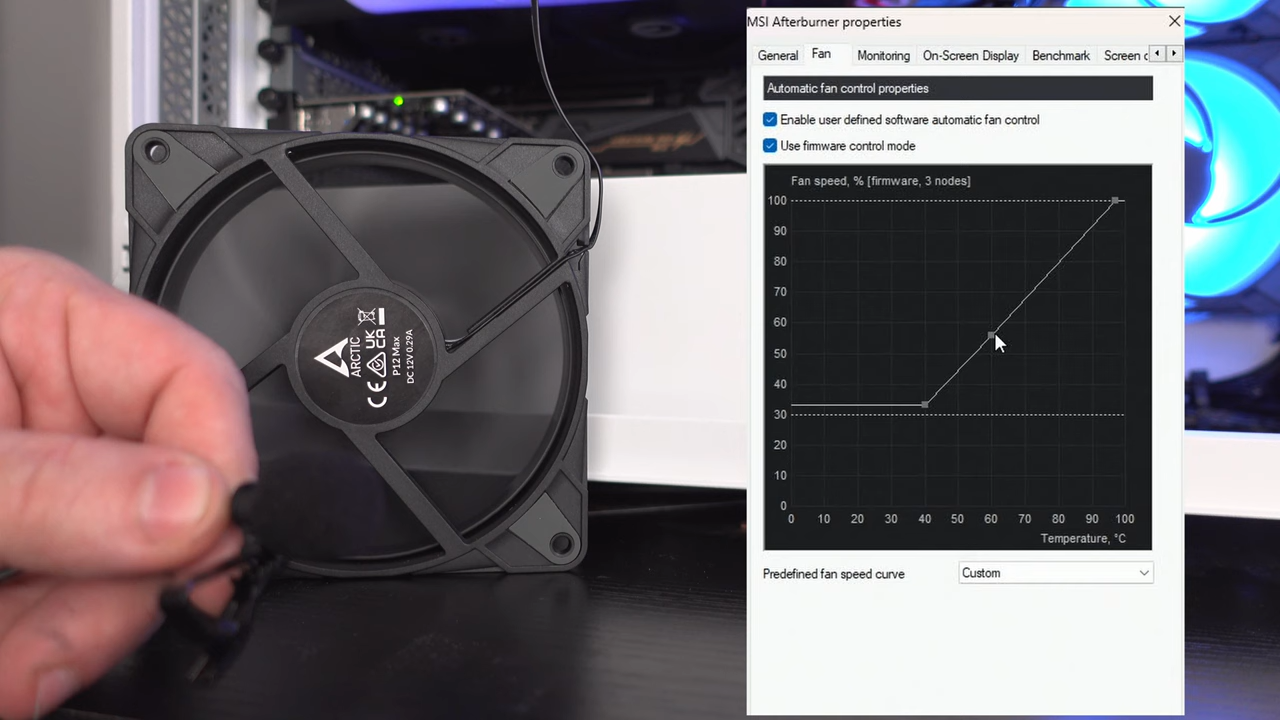 ARCTIC
CE UK CA
P12 Max
DC 12V 0.29A
MSI Afterburner properties
General Fan Monitoring On-Screen Display Benchmark Screen c
Automatic fan control properties
Enable user defined software automatic fan control
Use firmware control mode
Fan speed, % [firmware, 3 nodes]
100
90
80
70
60
50
40
30
20
10
0
0 10 20 30 40 50 60 70 80 90 100
Temperature, °C
Predefined fan speed curve Custom